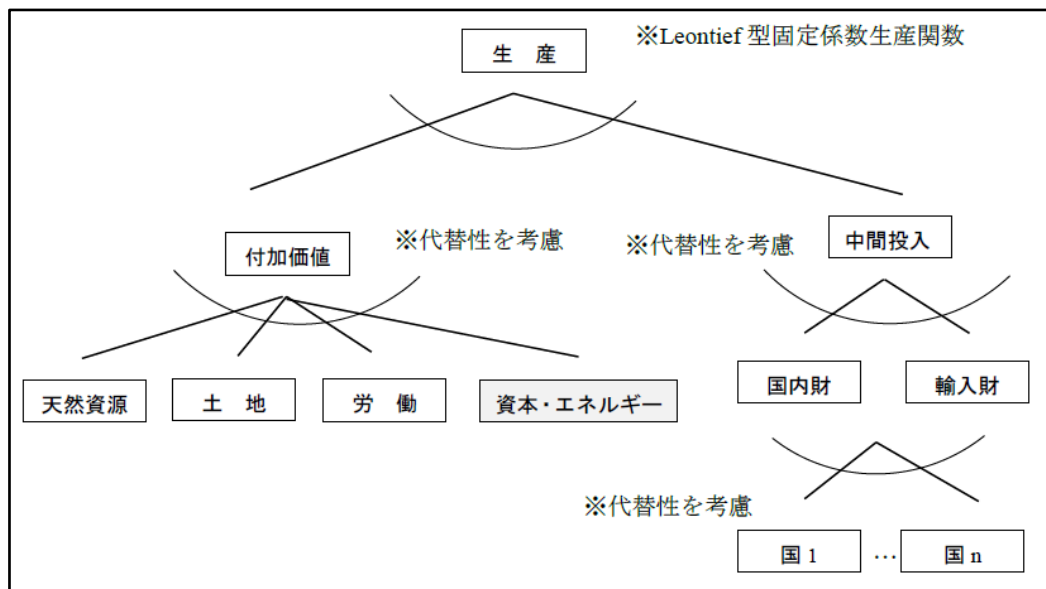 ※Leontief 型固定係数生産関数
生　産
付加価値
※代替性を考慮
※代替性を考慮
中間投入
天然資源
土　地
労　働
資本・エネルギー
国内財
輸入財
※代替性を考慮
国 1
…
国 n